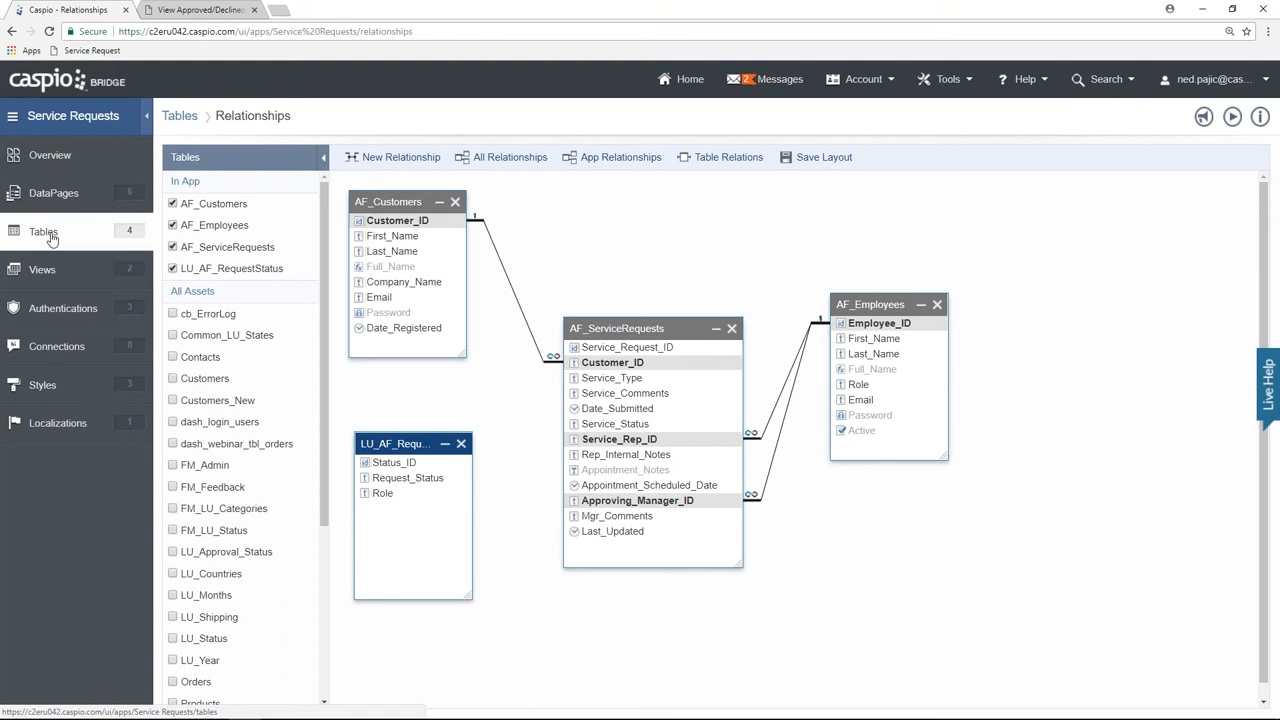 Caspio - Relationships
View Approved/Decline
Secure
https://c2eru042.caspio.com/ui/apps/Service%20Requests/relationships
Apps
Service Request
caspio BRIDGE
Home
2 Messages
Account
Tools
? Help
Search
ned.pajic@cas...
Service Requests
Tables
Relationships
Overview
DataPages 6
Tables 4
Views 2
Authentications 3
Connections 0
Styles 3
Localizations 1
Tables
In App
AF_Customers
AF_Employees
AF_ServiceRequests
LU_AF_RequestStatus
All Assets
cb_ErrorLog
Common_LU_States
Contacts
Customers
Customers_New
dash_login_users
dash_webinar_tbl_orders
FM_Admin
FM_Feedback
FM_LU_Categories
FM_LU_Status
LU_Approval_Status
LU_Countries
LU_Months
LU_Shipping
LU_Status
LU_Year
Orders
Products
New Relationship
All Relationships
App Relationships
Table Relations
Save Layout
AF_Customers
Customer_ID
First_Name
Last_Name
Full_Name
Company_Name
Email
Password
Date_Registered
1
∞
LU_AF_Requ...
Status_ID
Request_Status
Role
AF_ServiceRequests
Service_Request_ID
Customer_ID
Service_Type
Service_Comments
Date_Submitted
Service_Status
Service_Rep_ID
Rep_Internal_Notes
Appointment_Notes
Appointment_Scheduled_Date
Approving_Manager_ID
Mgr_Comments
Last_Updated
∞
∞
1
AF_Employees
Employee_ID
First_Name
Last_Name
Full_Name
Role
Email
Password
Active
Live Help
https://c2eru042.caspio.com/ui/apps/Service Requests/tables